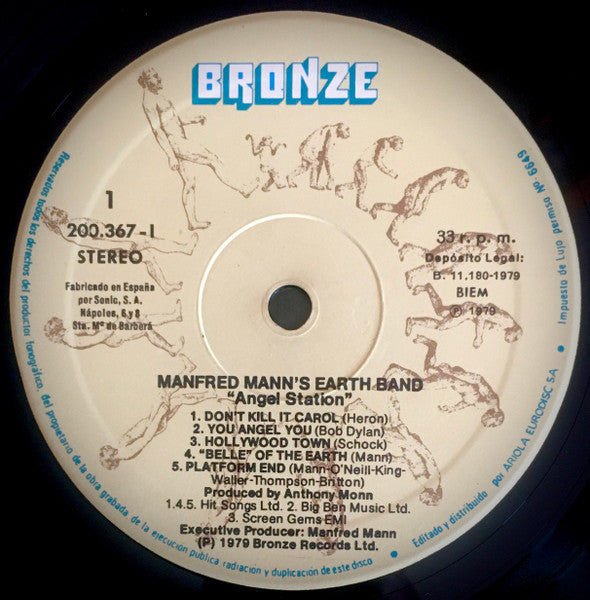 BRONZE
1
200.367-I
STEREO
Fabricado en España
por Sonic, S. A.
Nápoles, 6 y 8
Sta. Mª de Barberá
33 r. p. m.
Depósito Legal:
B. 11.180-1979
BIEM
℗ 1979
MANFRED MANN'S EARTH BAND
"Angel Station"
1. DON'T KILL IT CAROL (Heron)
2. YOU ANGEL YOU (Bob Dylan)
3. HOLLYWOOD TOWN (Schock)
4. "BELLE" OF THE EARTH (Mann)
5. PLATFORM END (Mann-O'Neill-King-
Waller-Thompson-Britton)
Produced by Anthony Monn
1.4.5. Hit Songs Ltd. 2. Big Ben Music Ltd.
3. Screen Gems-EMI
Executive Producer: Manfred Mann
(P) 1979 Bronze Records Ltd.
Reservados todos los derechos del productor fonográfico, del propietario de la obra grabada de la ejecución pública radiación y duplicación de este disco • Editado y distribuido • por ARIOLA EURODISC S.A • Impuesto de Lujo permiso No. 6649